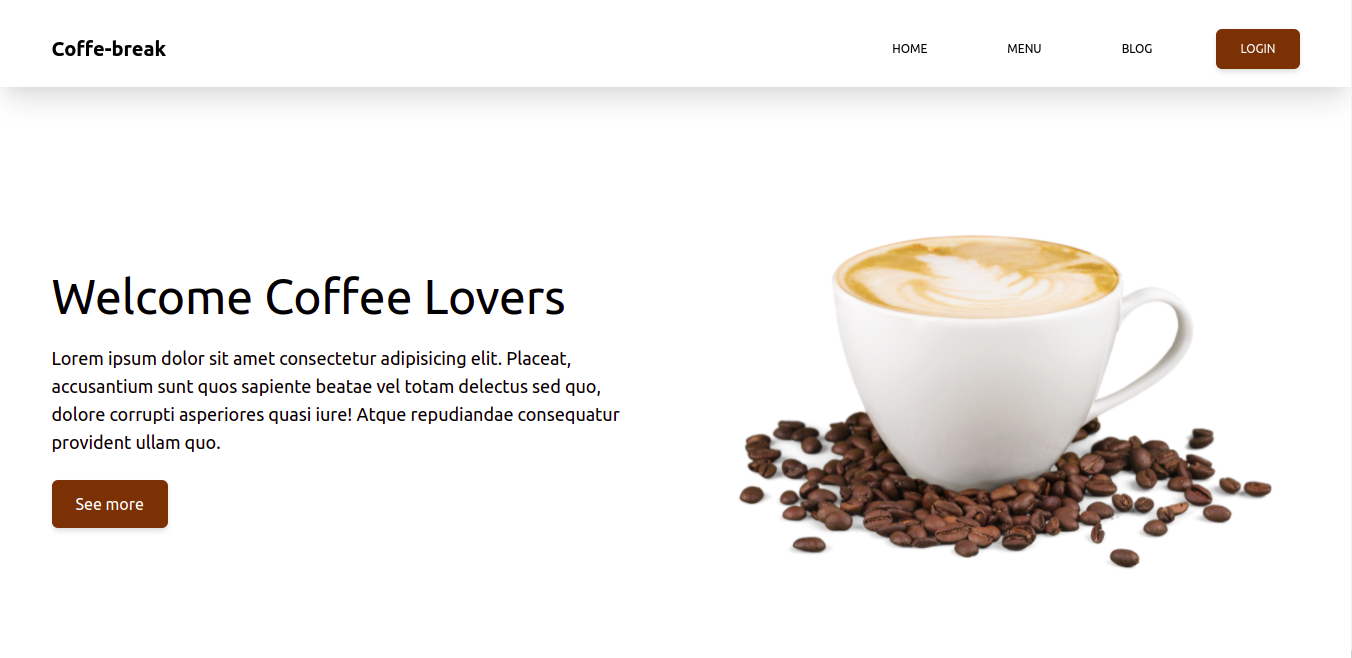 Coffe-break
HOME
MENU
BLOG
LOGIN
Welcome Coffee Lovers
Lorem ipsum dolor sit amet consectetur adipisicing elit. Placeat,
accusantium sunt quos sapiente beatae vel totam delectus sed quo,
dolore corrupti asperiores quasi iure! Atque repudiandae consequatur
provident ullam quo.
See more